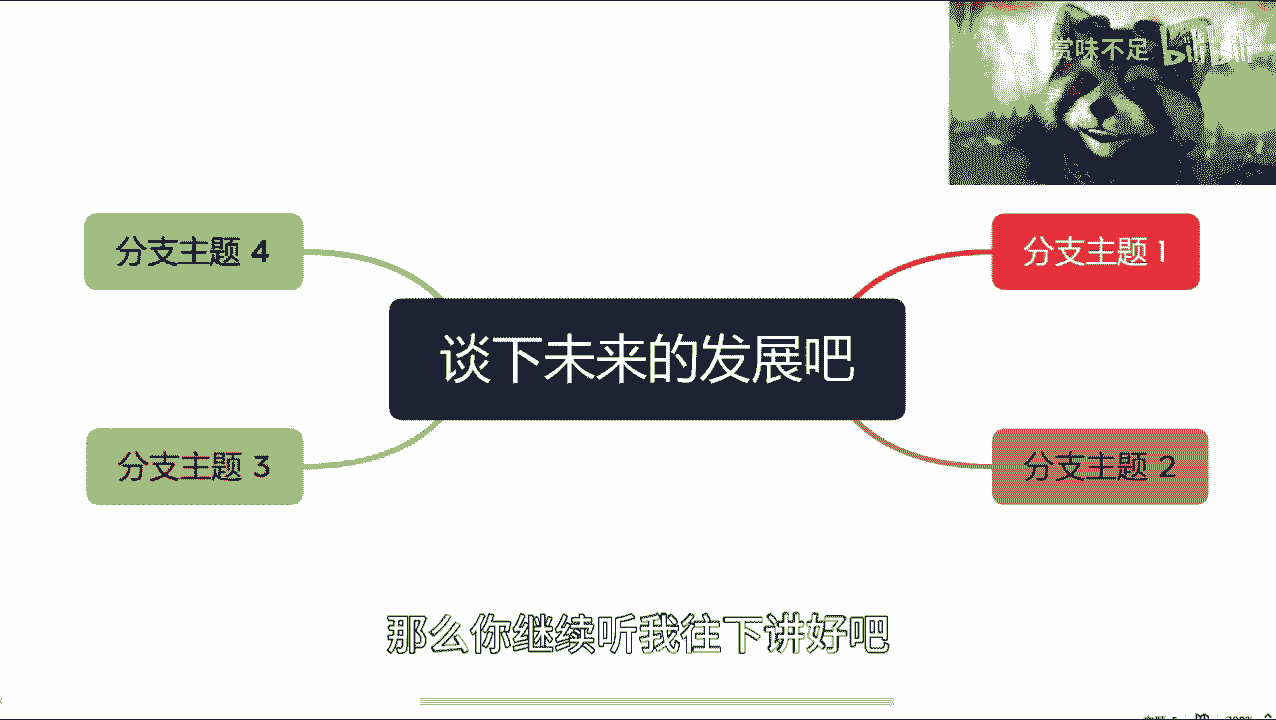 赏味不足 bilibili
分支主题 4
分支主题 1
谈下未来的发展吧
分支主题 3
分支主题 2
那么你继续听我往下讲好吧